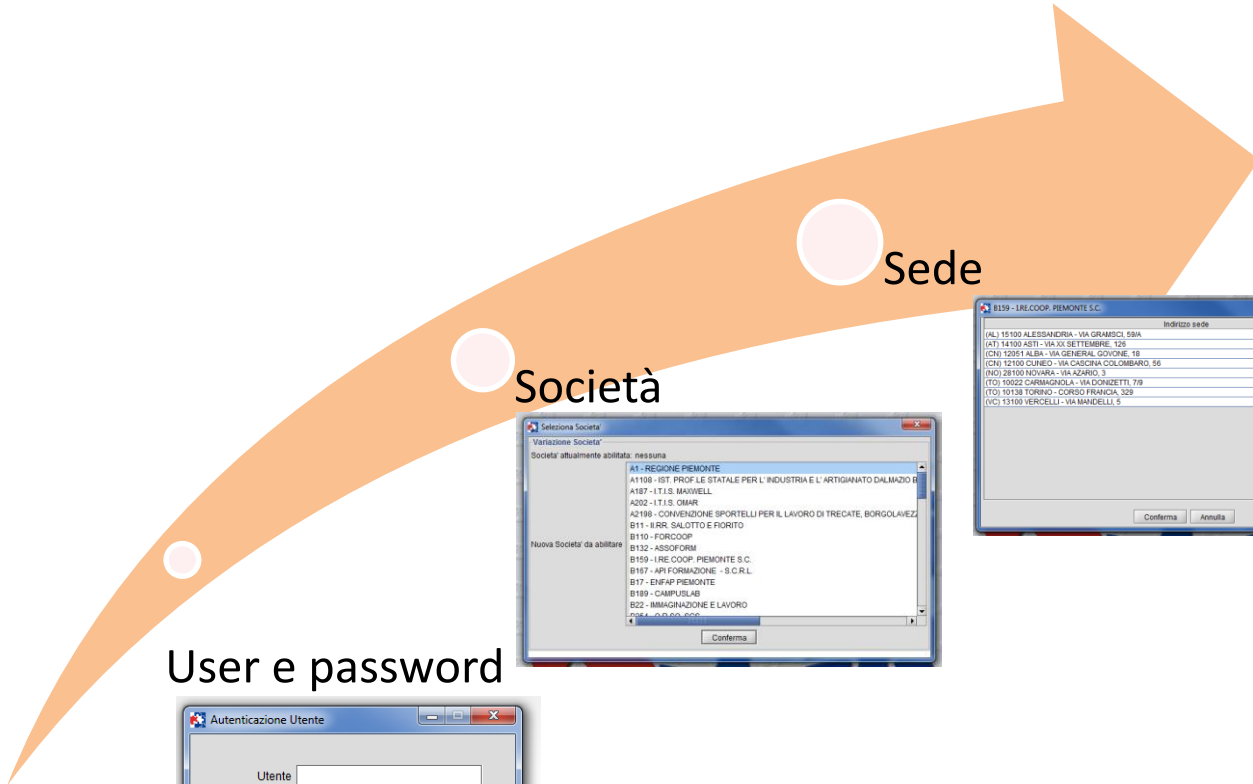 Sede
B159 - I.RE.COOP. PIEMONTE S.C.
Indirizzo sede
(AL) 15100 ALESSANDRIA - VIA GRAMSCI, 59/A
(AT) 14100 ASTI - VIA XX SETTEMBRE, 126
(CN) 12051 ALBA - VIA GENERAL GOVONE, 18
(CN) 12100 CUNEO - VIA CASCINA COLOMBARO, 56
(NO) 28100 NOVARA - VIA AZARIO, 3
(TO) 10022 CARMAGNOLA - VIA DONIZETTI, 7/9
(TO) 10138 TORINO - CORSO FRANCIA, 329
(VC) 13100 VERCELLI - VIA MANDELLI, 5
Conferma Annulla
Società
Seleziona Societa'
Variazione Societa'
Societa' attualmente abilitata: nessuna
Nuova Societa' da abilitare
A1 - REGIONE PIEMONTE
A1108 - IST. PROF.LE STATALE PER L' INDUSTRIA E L' ARTIGIANATO DALMAZIO B
A187 - I.T.I.S. MAXWELL
A202 - I.T.I.S. OMAR
A2198 - CONVENZIONE SPORTELLI PER IL LAVORO DI TRECATE, BORGOLAVEZZ
B11 - II.RR. SALOTTO E FIORITO
B110 - FORCOOP
B132 - ASSOFORM
B159 - I.RE.COOP. PIEMONTE S.C.
B167 - API FORMAZIONE - S.C.R.L.
B17 - ENFAP PIEMONTE
B189 - CAMPUSLAB
B22 - IMMAGINAZIONE E LAVORO
Conferma
User e password
Autenticazione Utente
Utente